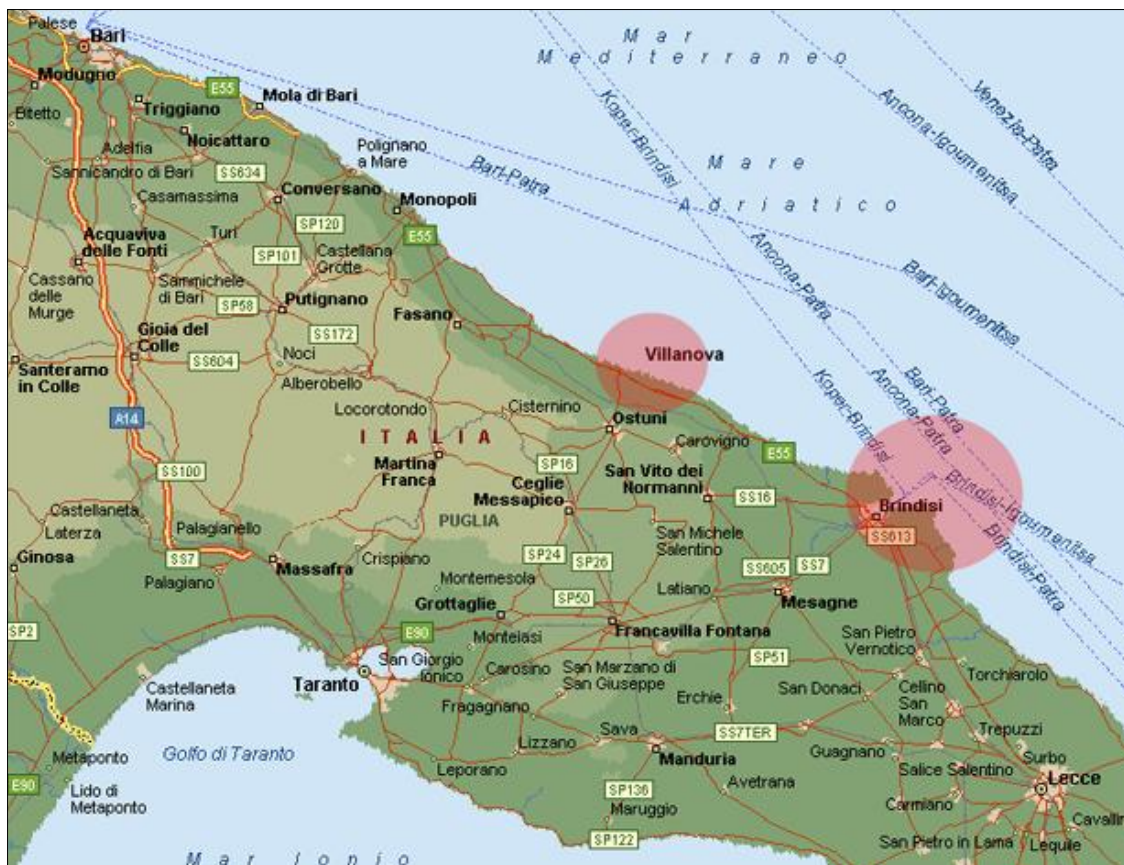 Palese
Bari
Mar
Mediterraneo
Modugno
E55
Mola di Bari
Triggiano
Bitetto
Noicattaro
Koper-Brindisi
Ancona-Igoumenitsa
Venezia-Patra
Adelfia
Polignano
a Mare
Sannicandro di Bari
SS634
Bari-Patra
Mare
Adriatico
Casamassima
Conversano
Monopoli
SP120
E55
Acquaviva
delle Fonti
Turi
SP101
Castellana
Grotte
Ancona-Patra
Bari-Igoumenitsa
Cassano
delle
Murge
Sammichele
di Bari
SP58
Putignano
Fasano
Gioia del
Colle
SS172
Villanova
Santeramo
in Colle
SS604
Noci
Alberobello
Koper-Brindisi
Ancona-Patra
Bari-Patra
A14
Locorotondo
Cisternino
Ostuni
ITALIA
Carovigno
E55
SS100
Martina
Franca
SP16
San Vito dei
Normanni
Ceglie
Messapico
SS16
Brindisi
Brindisi-Igoumenitsa
Castellaneta
Laterza
Palagianello
PUGLIA
San Michele
Salentino
SS613
Brindisi-Patra
Ginosa
SS7
Crispiano
SP24
SP26
SS605
SS7
Palagiano
Massafra
Montemesola
Latiano
SP50
Mesagne
Grottaglie
SP2
E90
Monteiasi
Francavilla Fontana
San Pietro
Vernotico
San Giorgio
Ionico
Carosino
San Marzano di
San Giuseppe
SP51
Torchiarolo
Castellaneta
Marina
Taranto
Fragagnano
Erchie
San Donaci
Cellino
San
Marco
Trepuzzi
Metaponto
Golfo di Taranto
Lizzano
Sava
SS7TER
Guagnano
Surbo
E90
Lido di
Metaponto
Leporano
Manduria
Salice Salentino
Lecce
SP136
Avetrana
Carmiano
Maruggio
Cavallin
SP122
San Pietro in Lama
Lequile
Mar Ionio